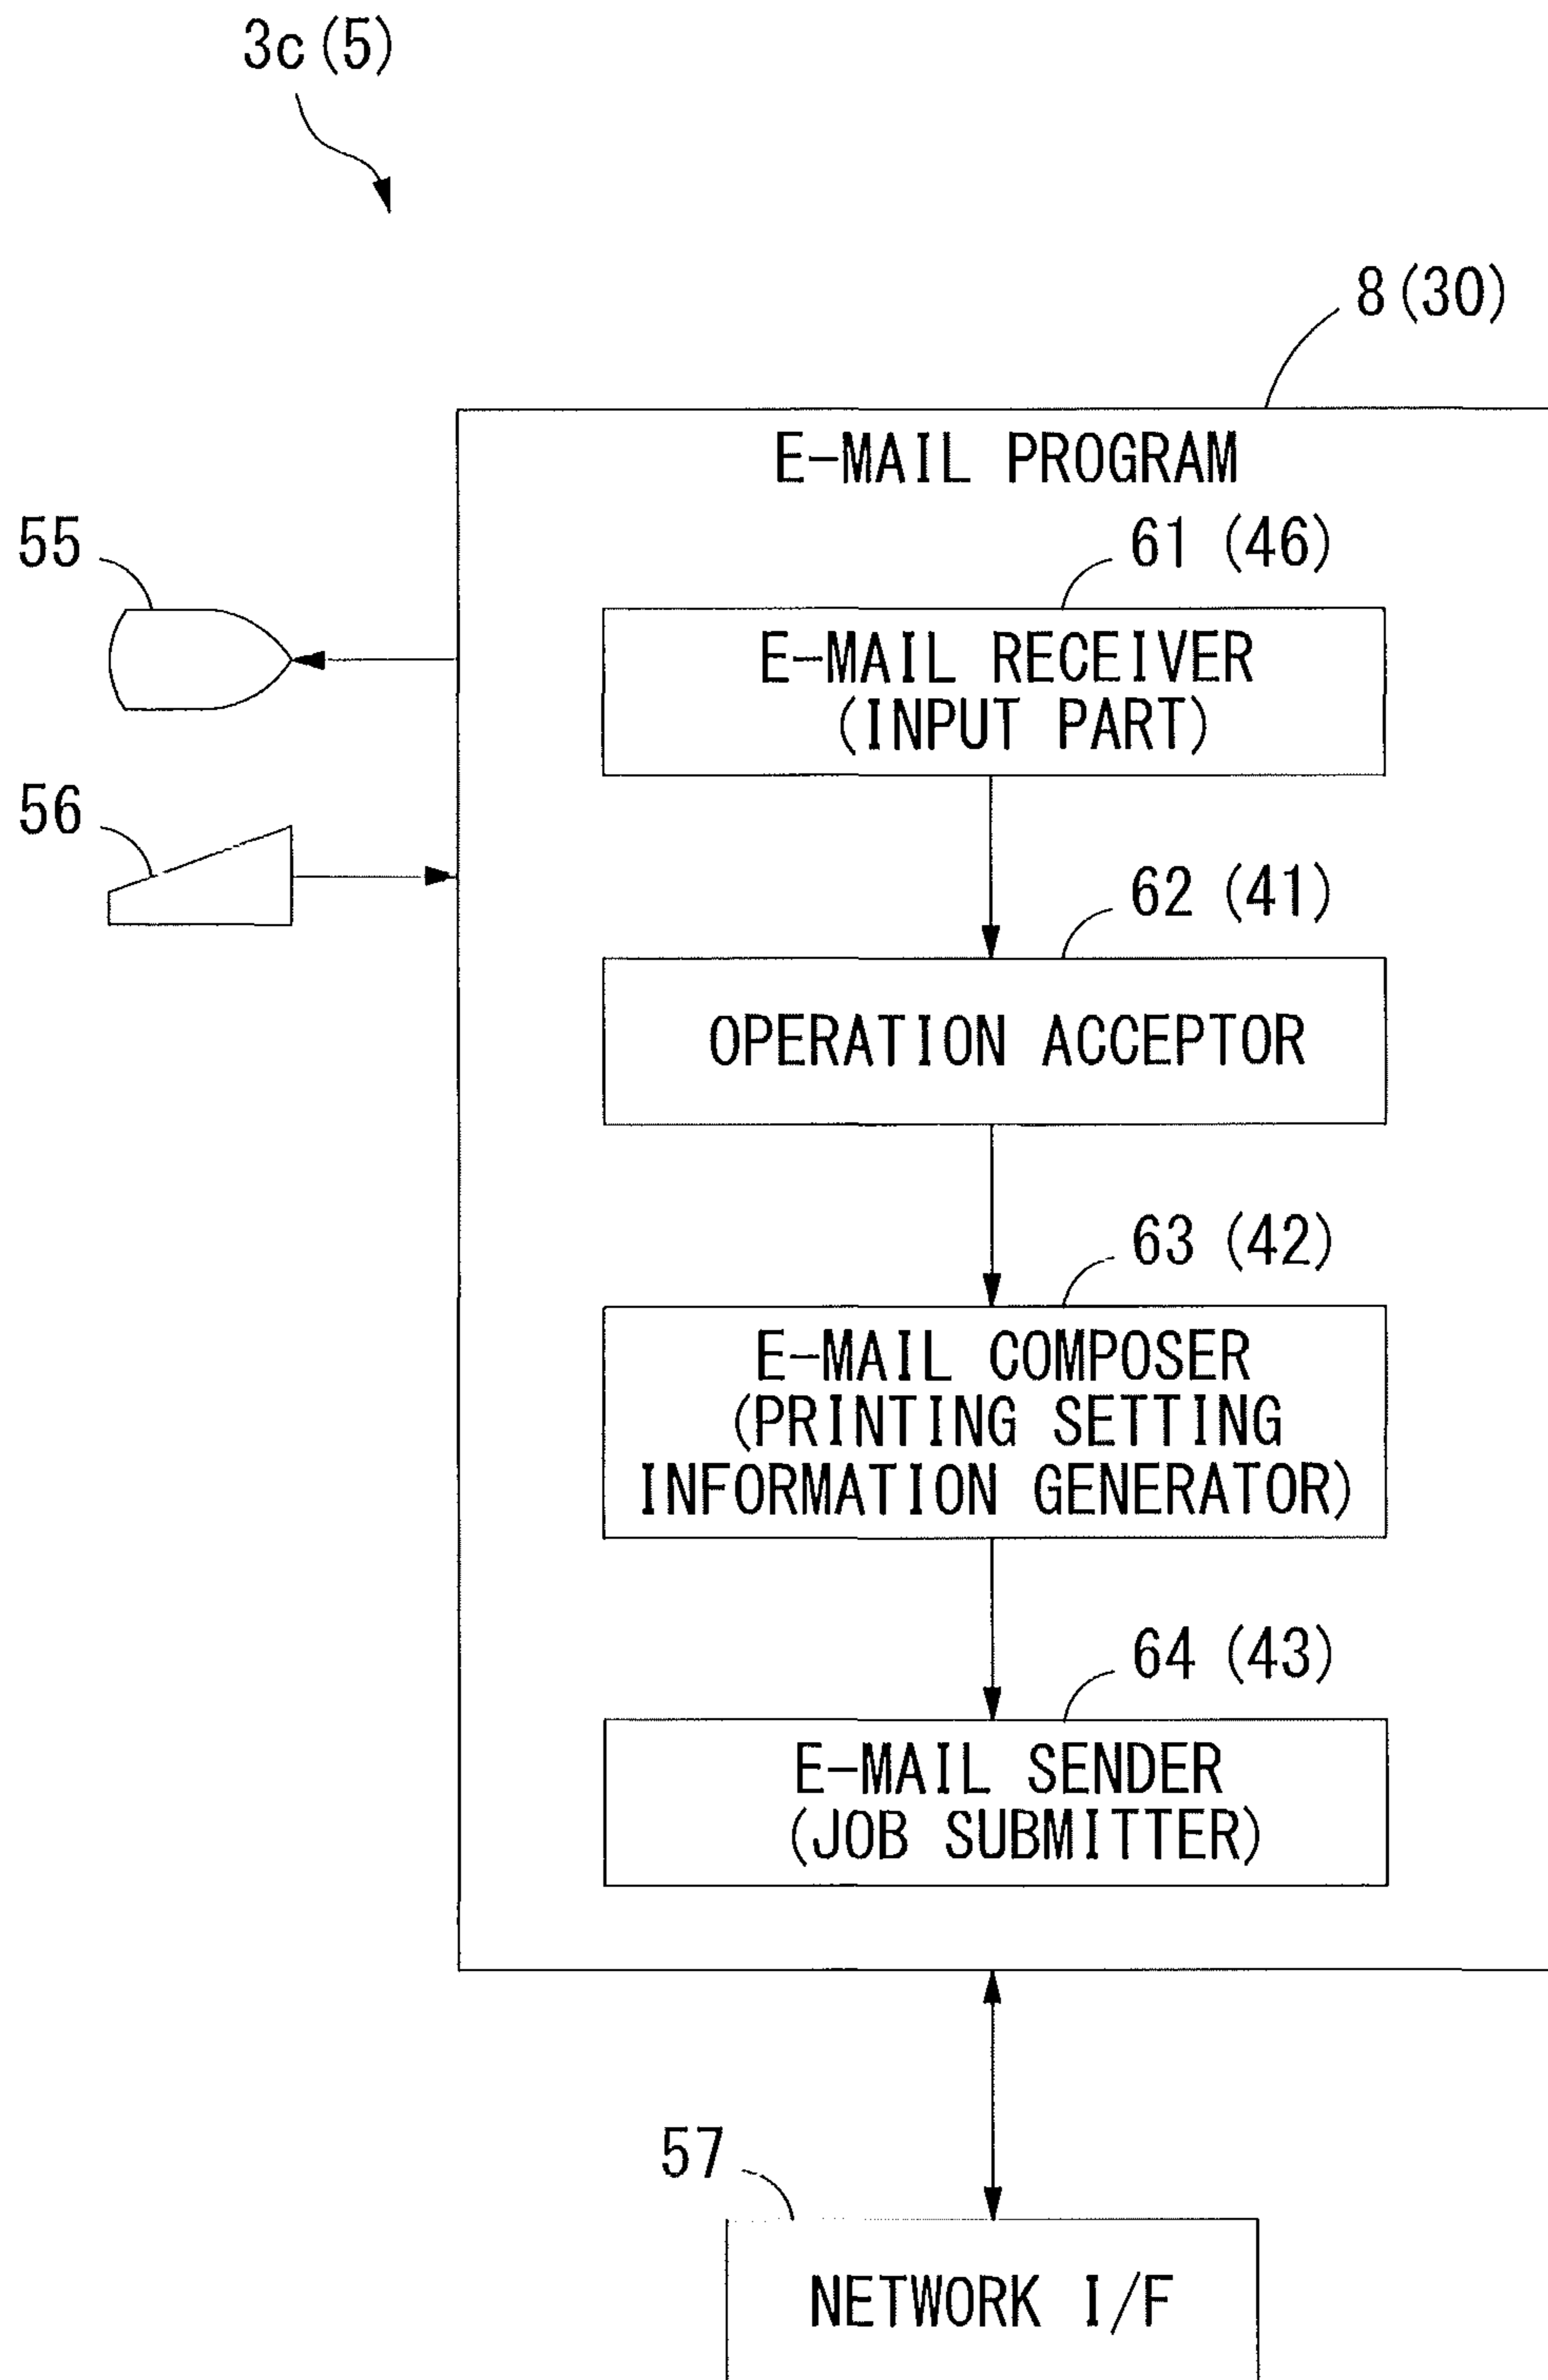 3c (5)
8 (30)
E-MAIL PROGRAM
55
61 (46)
E-MAIL RECEIVER
(INPUT PART)
56
62 (41)
OPERATION ACCEPTOR
63 (42)
E-MAIL COMPOSER
(PRINTING SETTING
INFORMATION GENERATOR)
64 (43)
E-MAIL SENDER
(JOB SUBMITTER)
57
NETWORK I/F